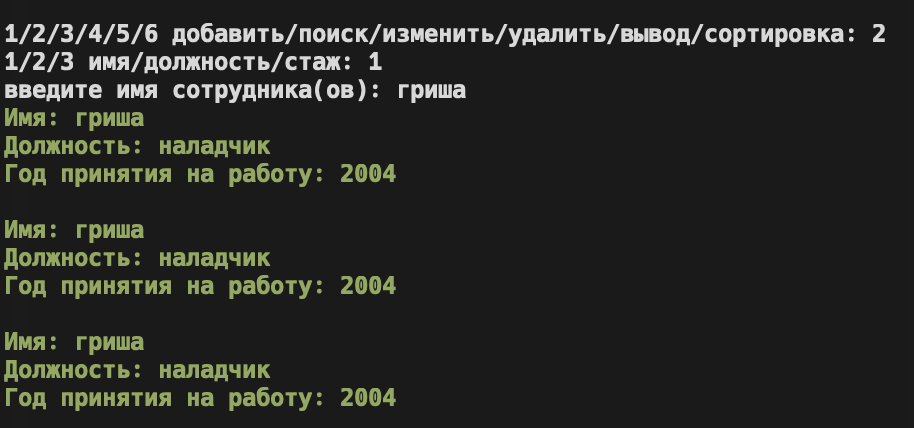 1/2/3/4/5/6 добавить/поиск/изменить/удалить/вывод/сортировка: 2
1/2/3 имя/должность/стаж: 1
введите имя сотрудника(ов): гриша
Имя: гриша
Должность: наладчик
Год принятия на работу: 2004
Имя: гриша
Должность: наладчик
Год принятия на работу: 2004
Имя: гриша
Должность: наладчик
Год принятия на работу: 2004